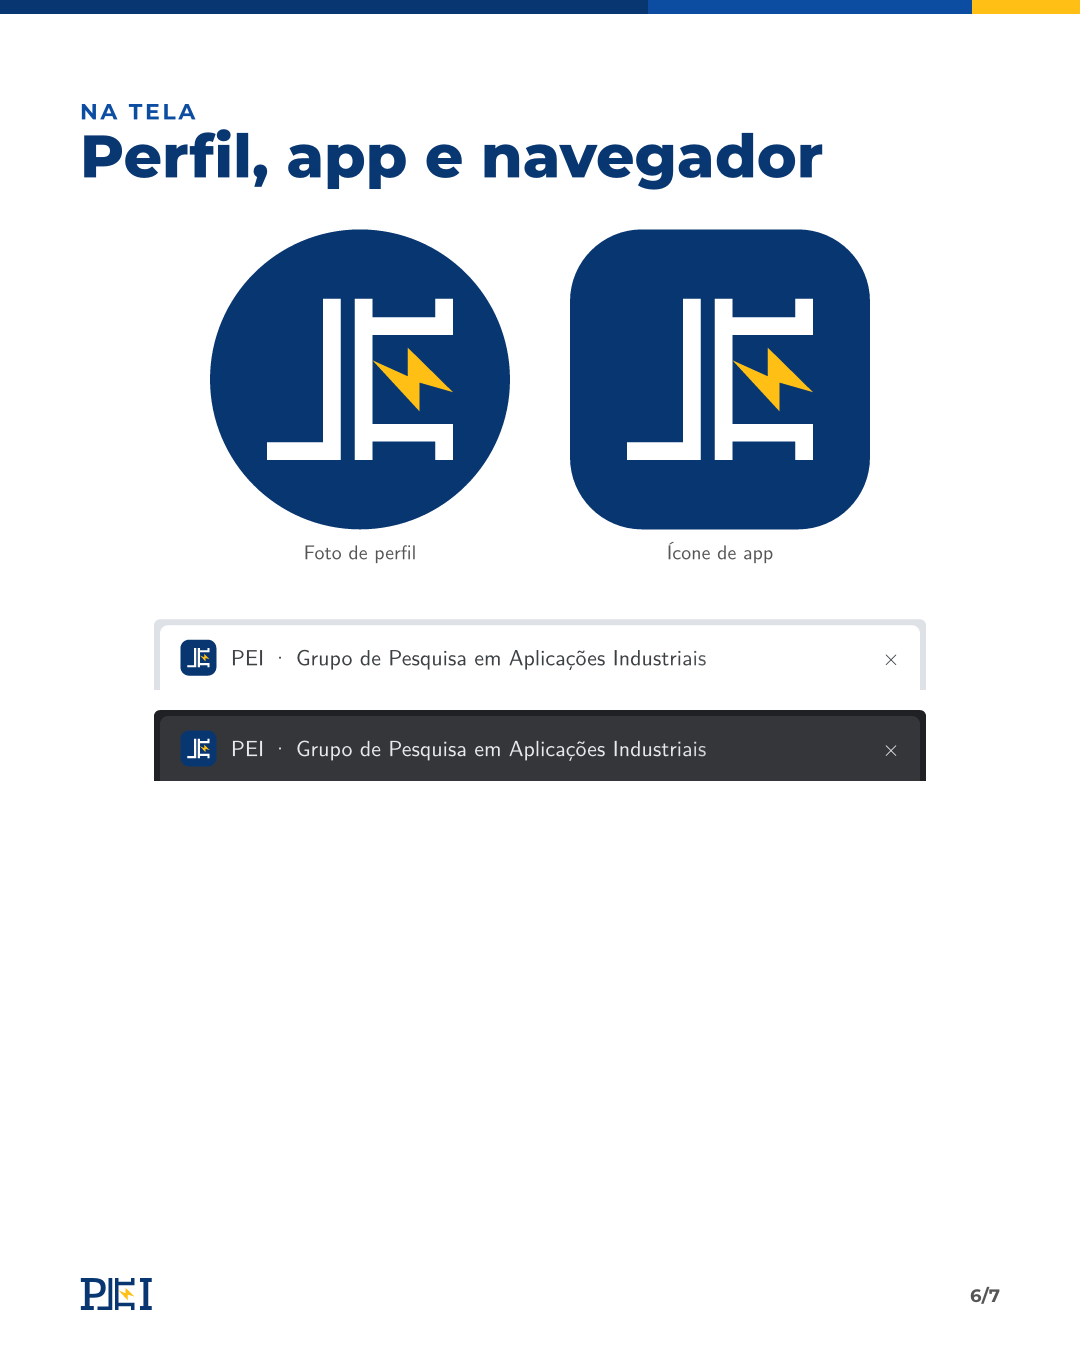 NA TELA
Perfil, app e navegador
Foto de perfil
Ícone de app
PEI · Grupo de Pesquisa em Aplicações Industriais ×
PEI · Grupo de Pesquisa em Aplicações Industriais ×
PEI
6/7